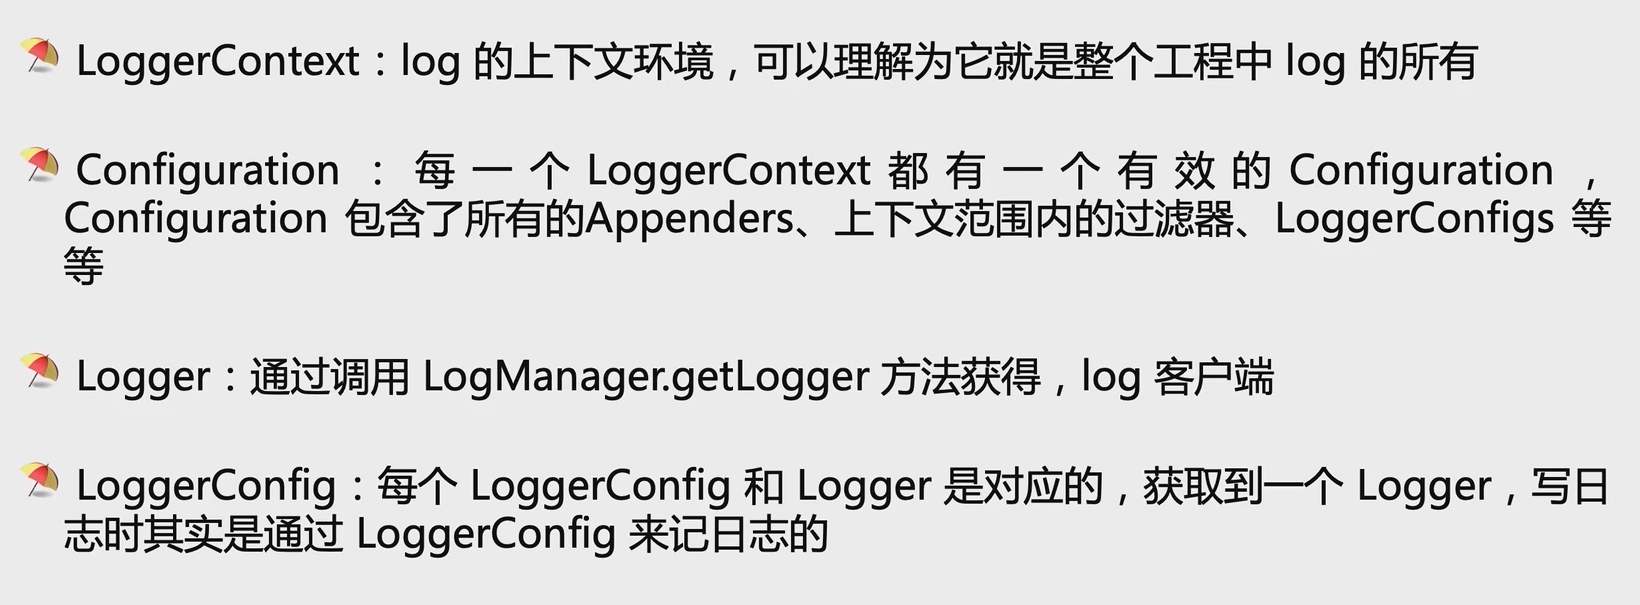 LoggerContext：log 的上下文环境，可以理解为它就是整个工程中 log 的所有
Configuration ： 每 一 个 LoggerContext 都 有 一 个 有 效 的 Configuration ，
Configuration 包含了所有的Appenders、上下文范围内的过滤器、LoggerConfigs 等
等
Logger：通过调用 LogManager.getLogger 方法获得，log 客户端
LoggerConfig：每个 LoggerConfig 和 Logger 是对应的，获取到一个 Logger，写日
志时其实是通过 LoggerConfig 来记日志的